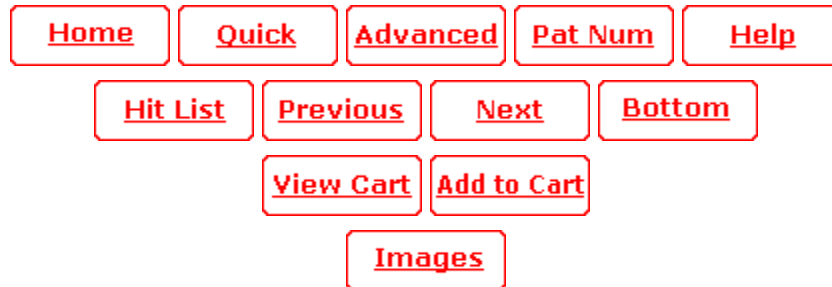 Home Quick Advanced Pat Num Help
Hit List Previous Next Bottom
View Cart Add to Cart
Images